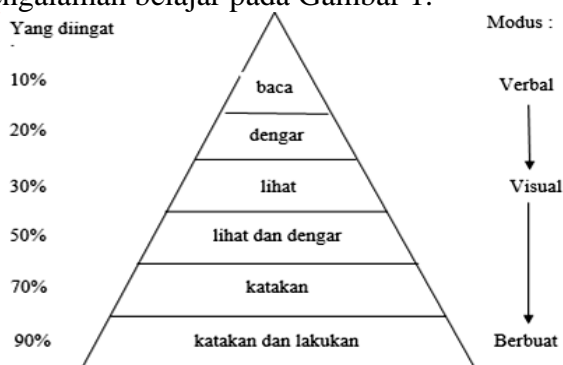 ngalaman belajar pada Gambar 1.
Yang diingat Modus :
10% baca Verbal
20% dengar
30% lihat Visual
50% lihat dan dengar
70% katakan
90% katakan dan lakukan Berbuat